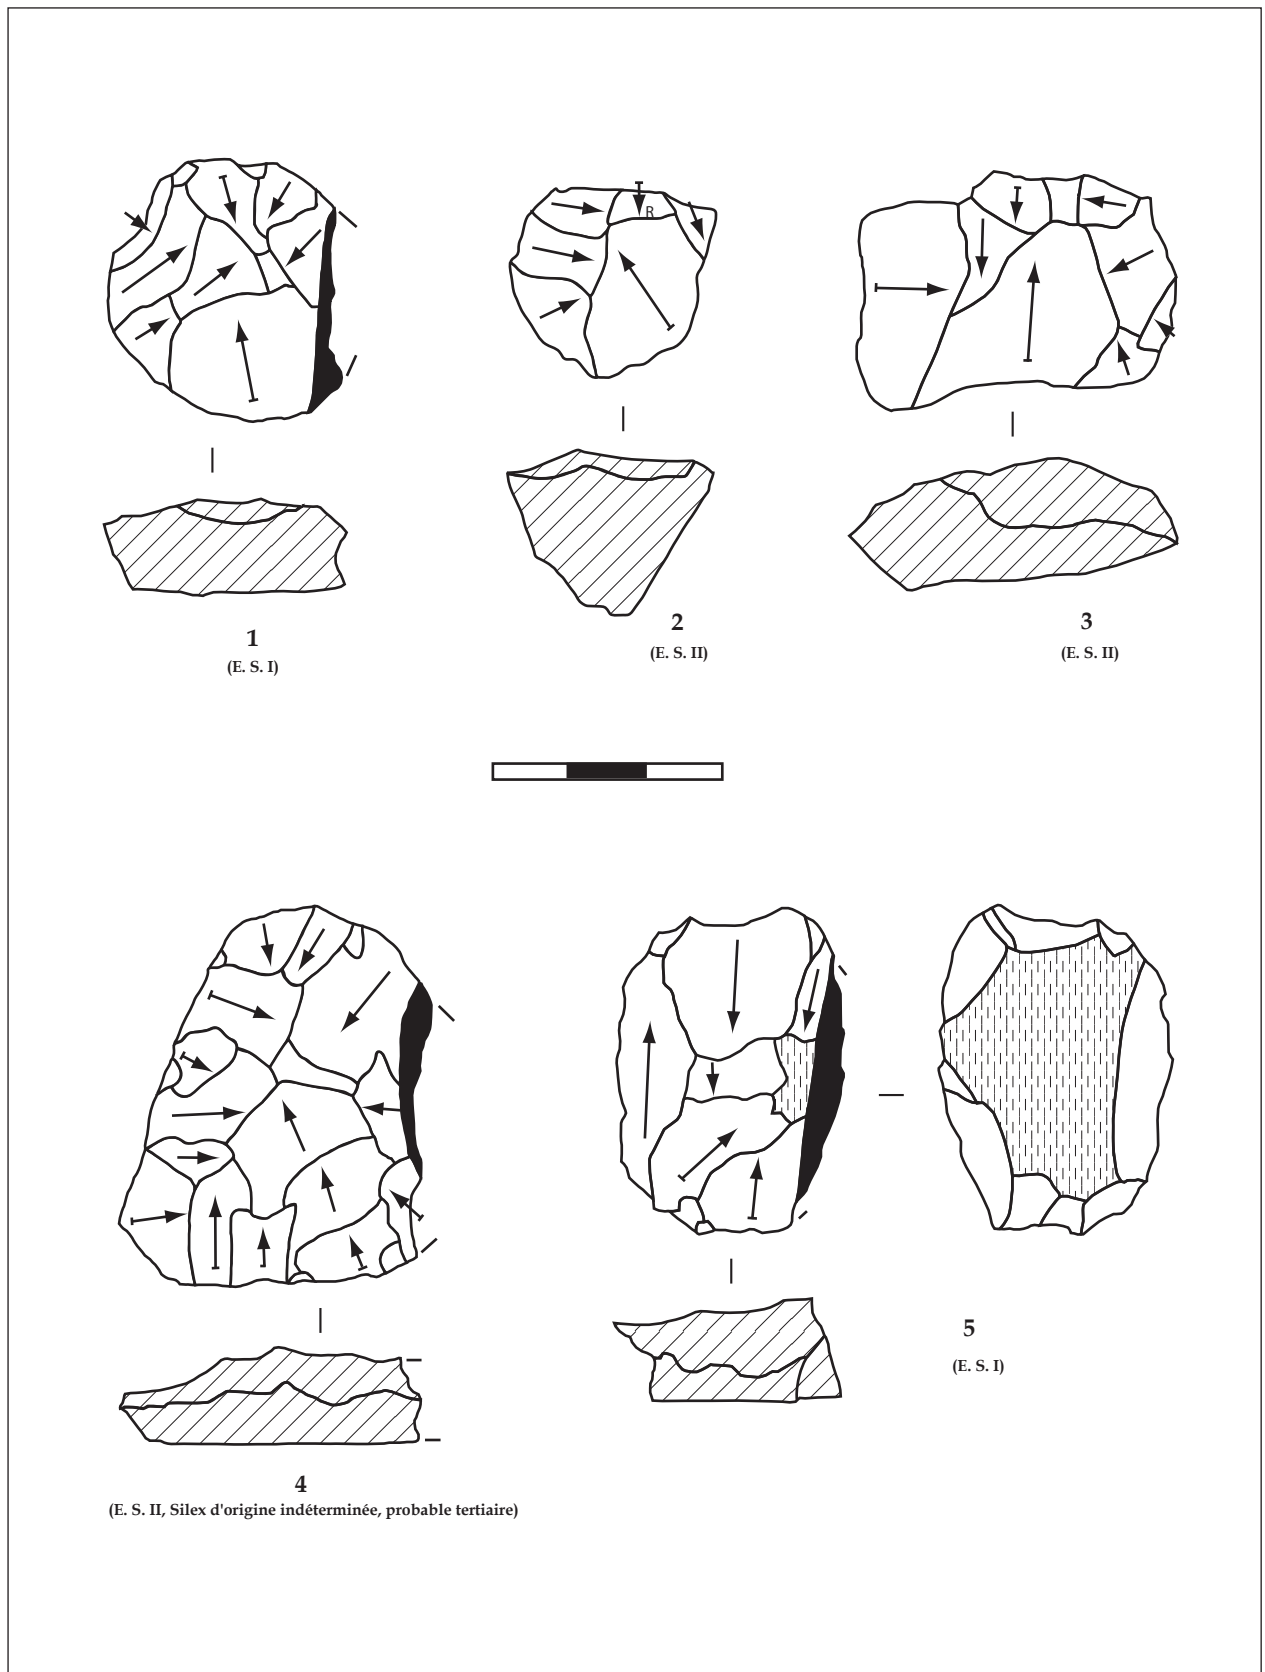 R
1
(E. S. I)
2
(E. S. II)
3
(E. S. II)
4
(E. S. II, Silex d'origine indéterminée, probable tertiaire)
5
(E. S. I)